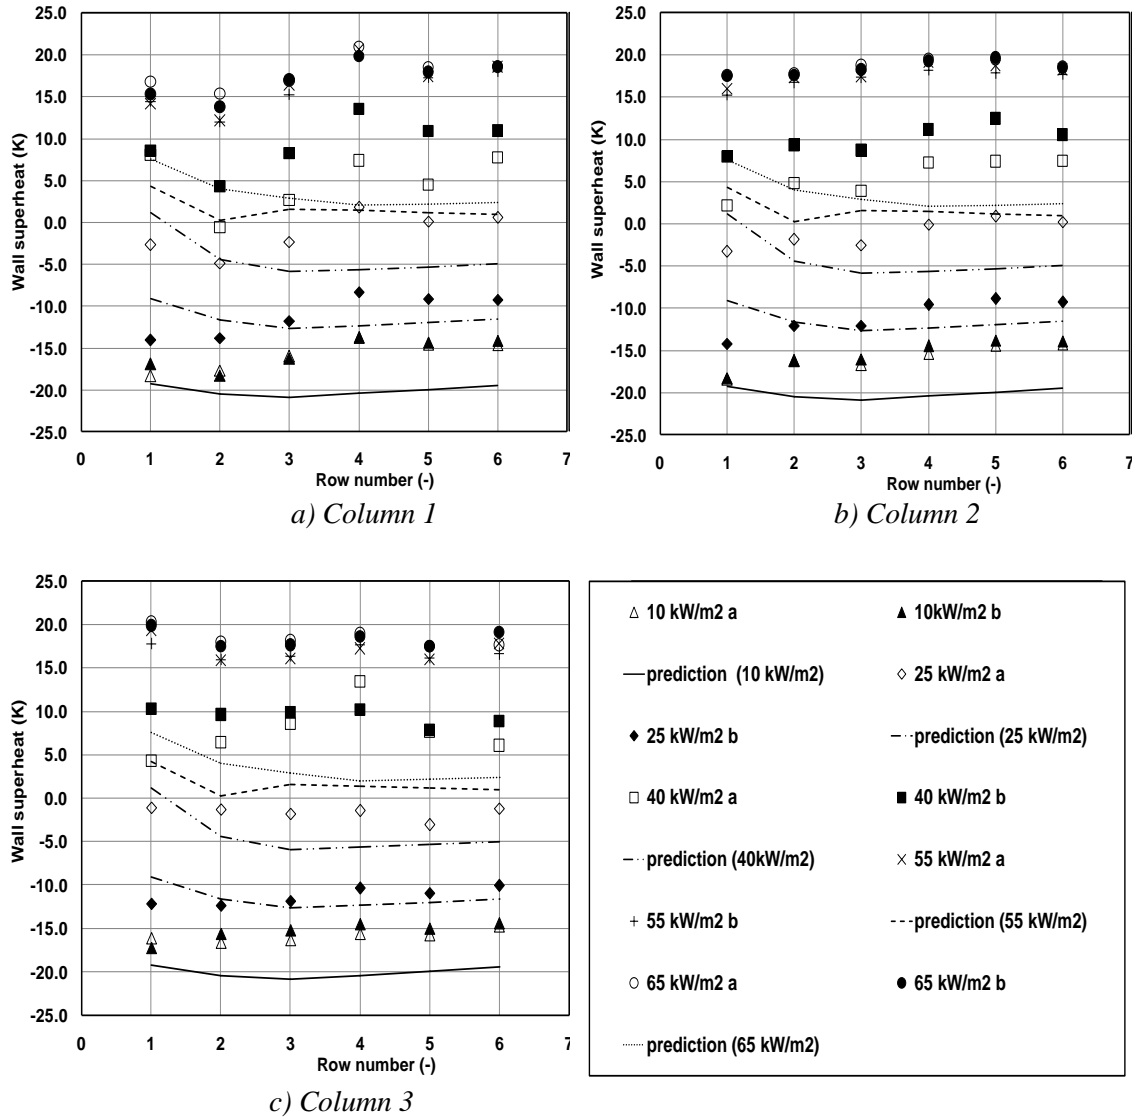 25.0
20.0
15.0
10.0
5.0
0.0
-5.0
-10.0
-15.0
-20.0
-25.0
Wall superheat (K)
0 1 2 3 4 5 6 7
Row number (-)
a) Column 1
25.0
20.0
15.0
10.0
5.0
0.0
-5.0
-10.0
-15.0
-20.0
-25.0
Wall superheat (K)
0 1 2 3 4 5 6 7
Row number (-)
b) Column 2
25.0
20.0
15.0
10.0
5.0
0.0
-5.0
-10.0
-15.0
-20.0
-25.0
Wall superheat (K)
0 1 2 3 4 5 6 7
Row number (-)
c) Column 3
10 kW/m2 a
10kW/m2 b
prediction (10 kW/m2)
25 kW/m2 a
25 kW/m2 b
prediction (25 kW/m2)
40 kW/m2 a
40 kW/m2 b
prediction (40kW/m2)
55 kW/m2 a
55 kW/m2 b
prediction (55 kW/m2)
65 kW/m2 a
65 kW/m2 b
prediction (65 kW/m2)